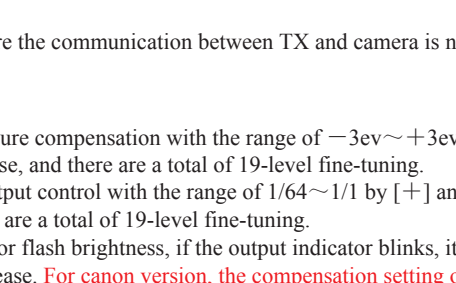 re the communication between TX and camera is n
ure compensation with the range of －3ev～＋3ev
se, and there are a total of 19-level fine-tuning.
tput control with the range of 1/64～1/1 by [＋] an
are a total of 19-level fine-tuning.
or flash brightness, if the output indicator blinks, it
ease. For canon version, the compensation setting o